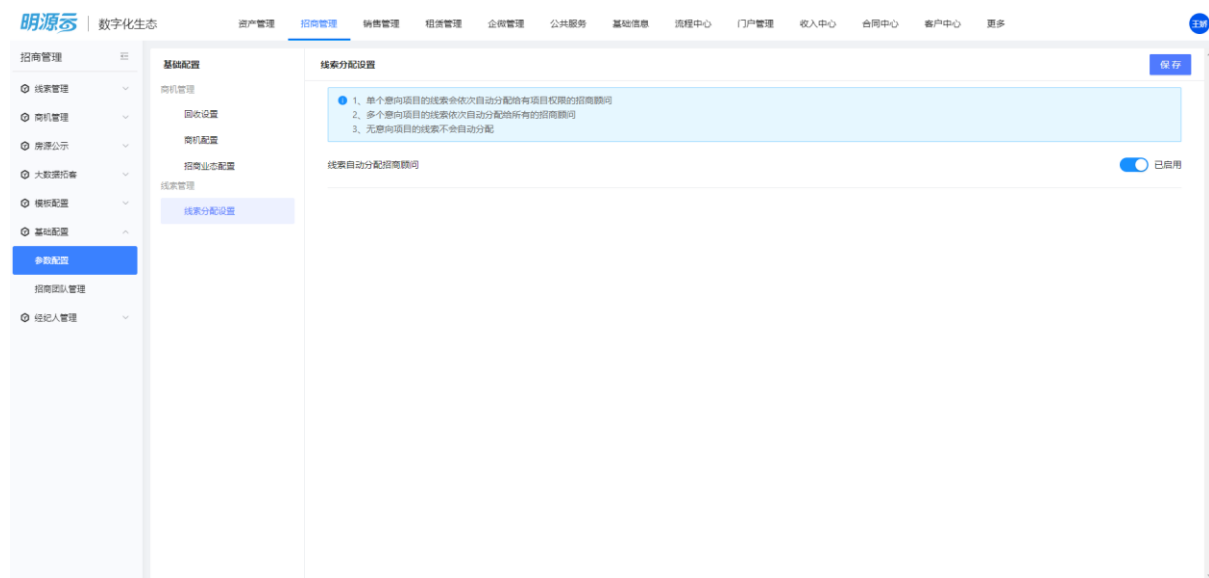 明源云 数字化生态 资产管理 招商管理 销售管理 租赁管理 企做管理 公共服务 基础信息 流程中心 门户管理 收入中心 合同中心 客户中心 更多
招商管理
线索管理
商机管理
房源公示
大数据拓客
模板配置
基础配置
参数配置
招商团队管理
经纪人管理
基础配置
商机管理
回收设置
商机配置
招商业态配置
线索管理
线索分配设置
线索分配设置 保存
1、单个意向项目的线索会依次自动分配给有项目权限的招商顾问
2、多个意向项目的线索依次自动分配给所有的招商顾问
3、无意向项目的线索不会自动分配
线索自动分配招商顾问 已启用